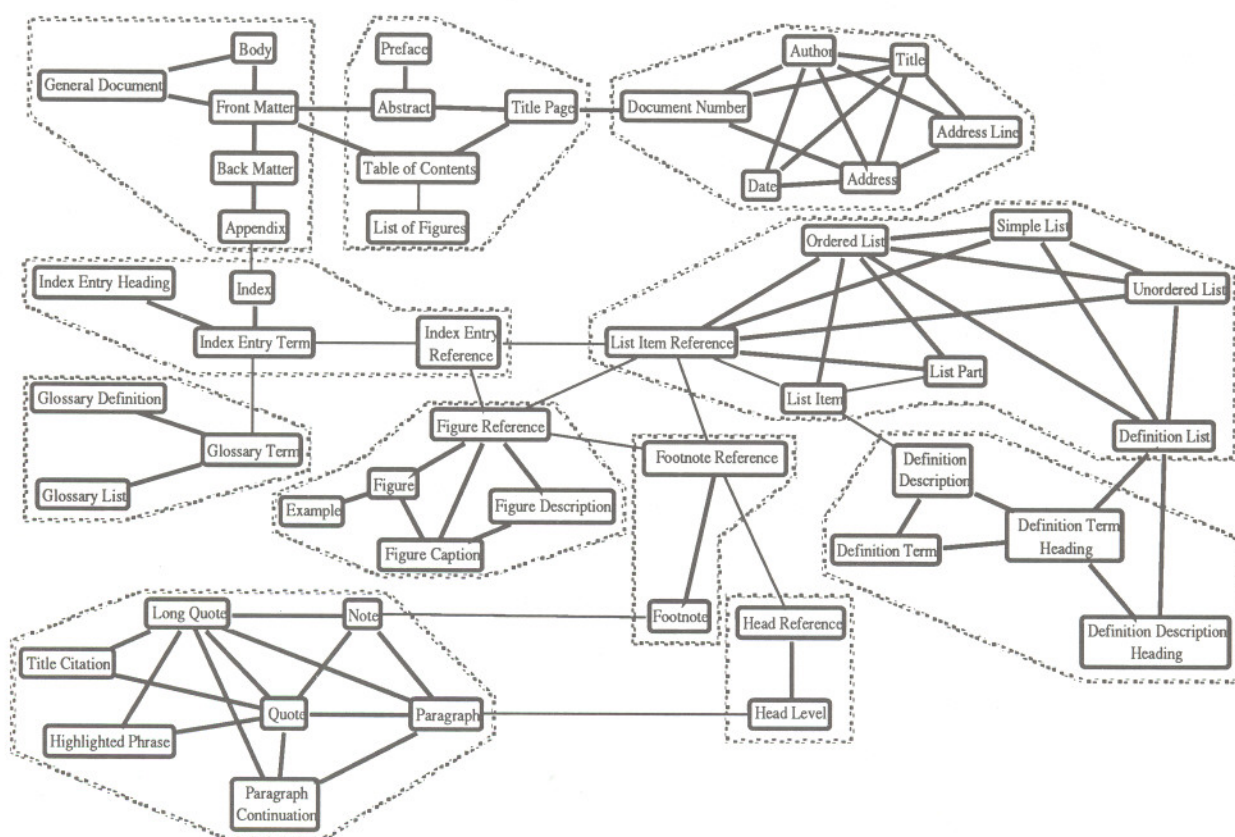 Body
General Document
Front Matter
Back Matter
Appendix
Preface
Abstract
Title Page
Table of Contents
List of Figures
Author
Title
Document Number
Address Line
Date
Address
Index Entry Heading
Index
Index Entry Term
Index Entry
Reference
Glossary Definition
Glossary Term
Glossary List
Ordered List
Simple List
Unordered List
List Item Reference
List Part
List Item
Definition List
Figure Reference
Figure
Example
Figure Description
Figure Caption
Footnote Reference
Footnote
Definition
Description
Definition Term
Heading
Definition Term
Definition Description
Heading
Head Reference
Head Level
Long Quote
Note
Title Citation
Quote
Paragraph
Highlighted Phrase
Paragraph
Continuation